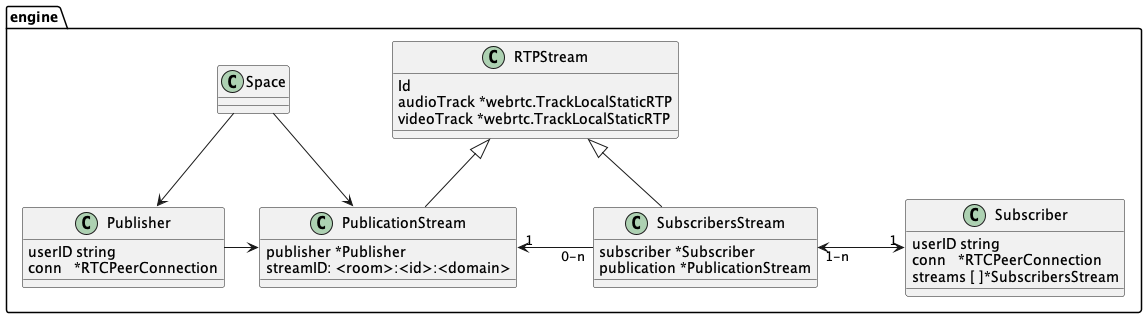 engine
C RTPStream
Id
audioTrack *webrtc.TrackLocalStaticRTP
videoTrack *webrtc.TrackLocalStaticRTP
C Space
C Publisher
userID string
conn   *RTCPeerConnection
C PublicationStream
publisher *Publisher
streamID: <room>:<id>:<domain>
1
0-n
C SubscribersStream
subscriber *Subscriber
publication *PublicationStream
1-n
1
C Subscriber
userID string
conn   *RTCPeerConnection
streams [ ]*SubscribersStream